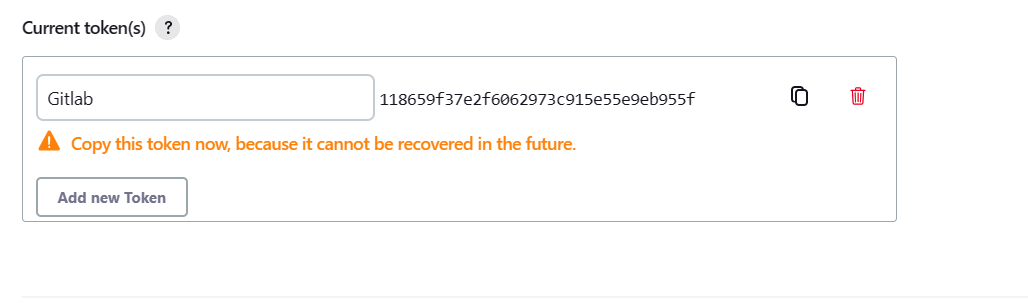 Current token(s) ?
Gitlab 118659f37e2f6062973c915e55e9eb955f
Copy this token now, because it cannot be recovered in the future.
Add new Token